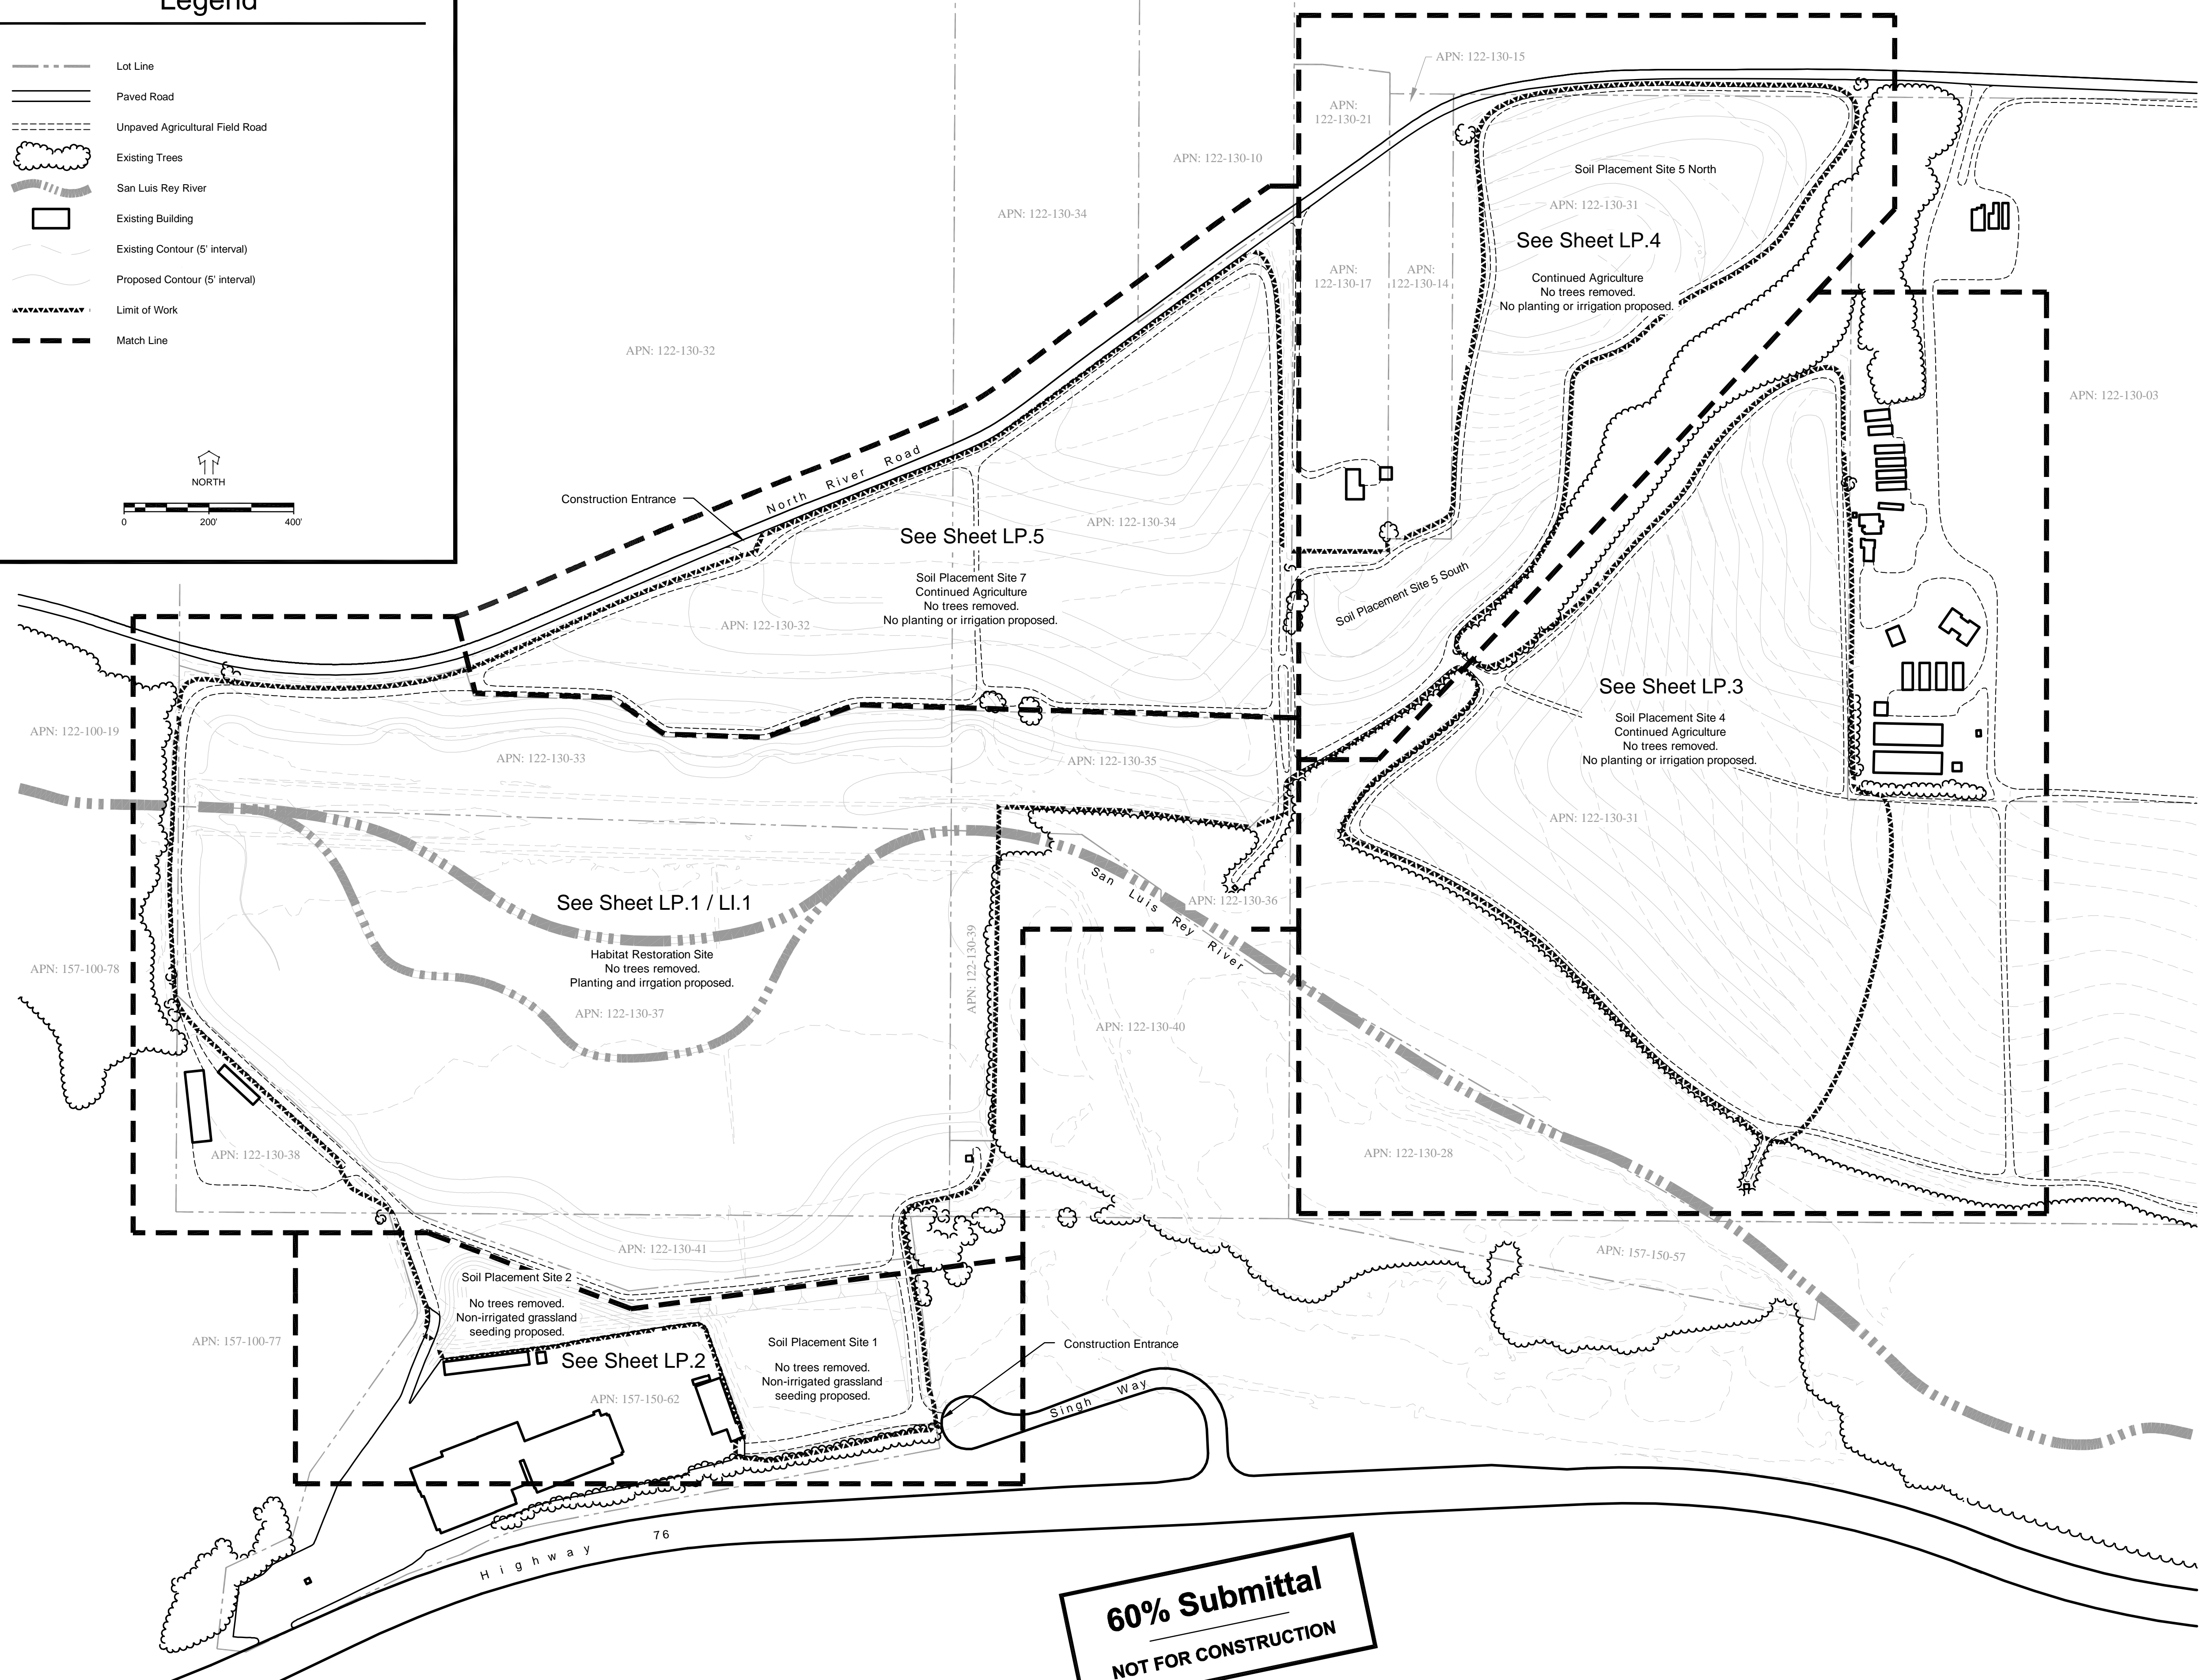 Legend
Lot Line
Paved Road
Unpaved Agricultural Field Road
Existing Trees
San Luis Rey River
Existing Building
Existing Contour (5' interval)
Proposed Contour (5' interval)
Limit of Work
Match Line
NORTH
0 200' 400'
APN: 122-130-15
APN:
122-130-21
APN: 122-130-10
Soil Placement Site 5 North
APN: 122-130-31
APN: 122-130-34
See Sheet LP.4
APN:
122-130-17
APN:
122-130-14
Continued Agriculture
No trees removed.
No planting or irrigation proposed.
APN: 122-130-32
APN: 122-130-03
North River Road
Construction Entrance
APN: 122-130-34
See Sheet LP.5
Soil Placement Site 7
Continued Agriculture
No trees removed.
No planting or irrigation proposed.
APN: 122-130-32
Soil Placement Site 5 South
See Sheet LP.3
Soil Placement Site 4
Continued Agriculture
No trees removed.
No planting or irrigation proposed.
APN: 122-100-19
APN: 122-130-33
APN: 122-130-35
APN: 122-130-31
See Sheet LP.1 / LI.1
Habitat Restoration Site
No trees removed.
Planting and irrgation proposed.
APN: 122-130-37
APN: 122-130-39
San Luis Rey River
APN: 122-130-36
APN: 157-100-78
APN: 122-130-40
APN: 122-130-38
APN: 122-130-28
APN: 122-130-41
APN: 157-150-57
Soil Placement Site 2
No trees removed.
Non-irrigated grassland
seeding proposed.
APN: 157-100-77
See Sheet LP.2
APN: 157-150-62
Soil Placement Site 1
No trees removed.
Non-irrigated grassland
seeding proposed.
Construction Entrance
Singh Way
Highway 76
60% Submittal
NOT FOR CONSTRUCTION